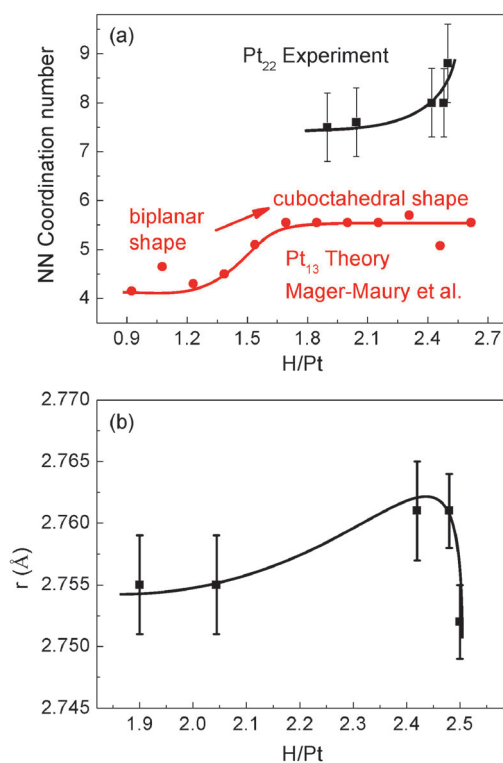 (a)
Pt22 Experiment
biplanar
shape
cuboctahedral shape
Pt13 Theory
Mager-Maury et al.
NN Coordination number
9
8
7
6
5
4
0.9 1.2 1.5 1.8 2.1 2.4 2.7
H/Pt
(b)
r (Å)
2.770
2.765
2.760
2.755
2.750
2.745
1.9 2.0 2.1 2.2 2.3 2.4 2.5
H/Pt